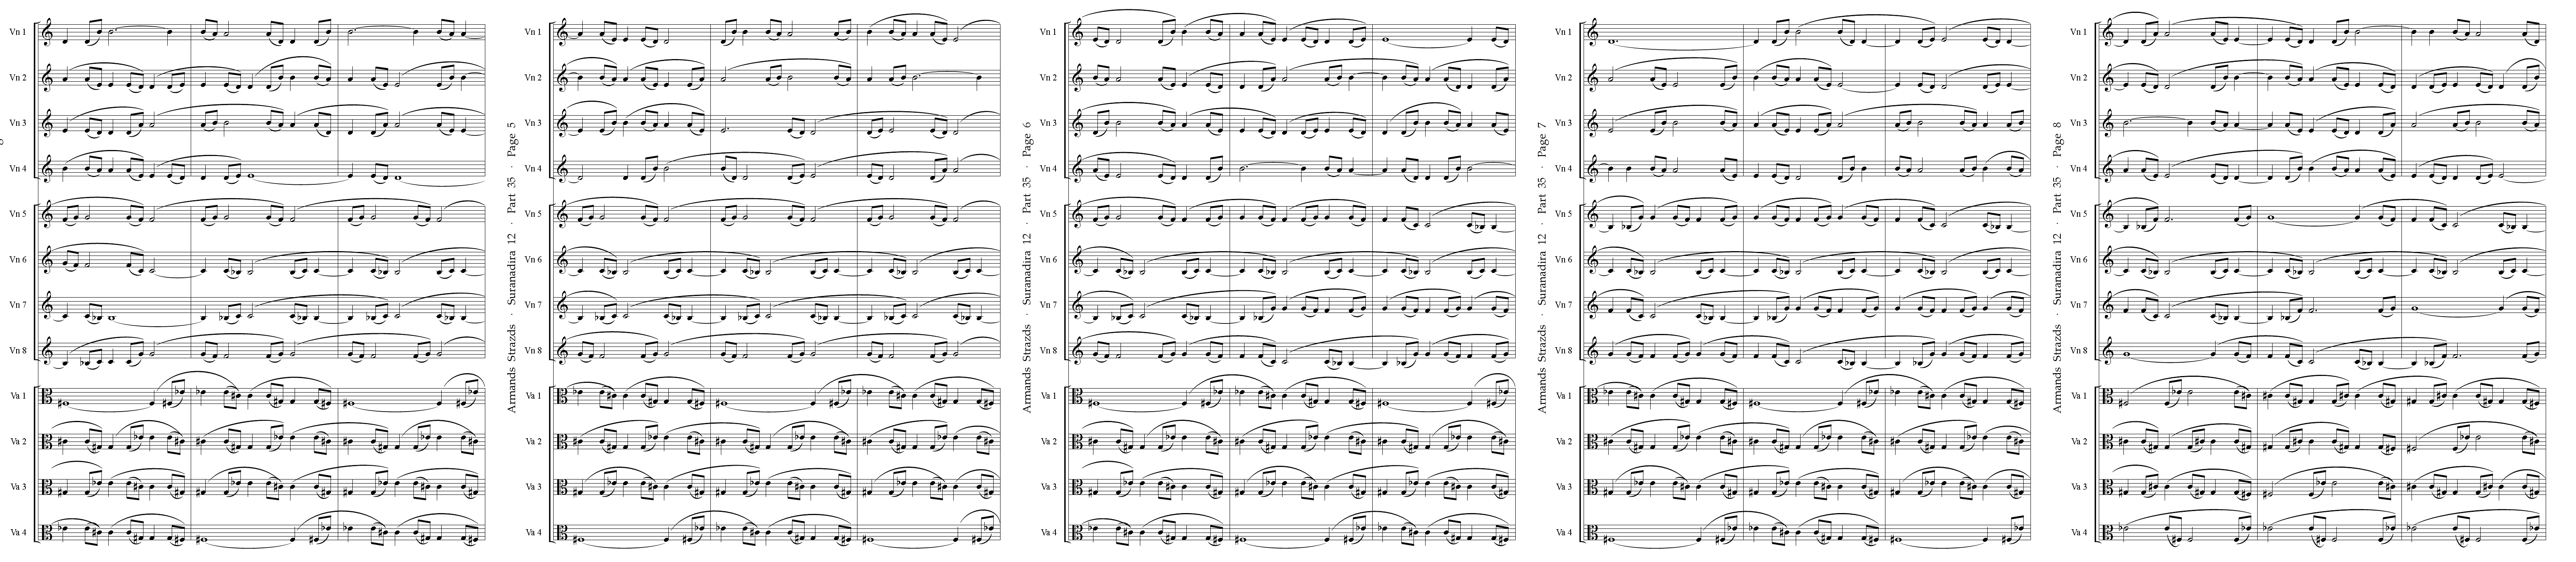 Vn 1
Vn 2
Vn 3
Vn 4
Vn 5
Vn 6
Vn 7
Vn 8
Va 1
Va 2
Va 3
Va 4
Armands Strazds · Suranadira 12 · Part 35 · Page 5
Vn 1
Vn 2
Vn 3
Vn 4
Vn 5
Vn 6
Vn 7
Vn 8
Va 1
Va 2
Va 3
Va 4
Armands Strazds · Suranadira 12 · Part 35 · Page 6
Vn 1
Vn 2
Vn 3
Vn 4
Vn 5
Vn 6
Vn 7
Vn 8
Va 1
Va 2
Va 3
Va 4
Armands Strazds · Suranadira 12 · Part 35 · Page 7
Vn 1
Vn 2
Vn 3
Vn 4
Vn 5
Vn 6
Vn 7
Vn 8
Va 1
Va 2
Va 3
Va 4
Armands Strazds · Suranadira 12 · Part 35 · Page 8
Vn 1
Vn 2
Vn 3
Vn 4
Vn 5
Vn 6
Vn 7
Vn 8
Va 1
Va 2
Va 3
Va 4